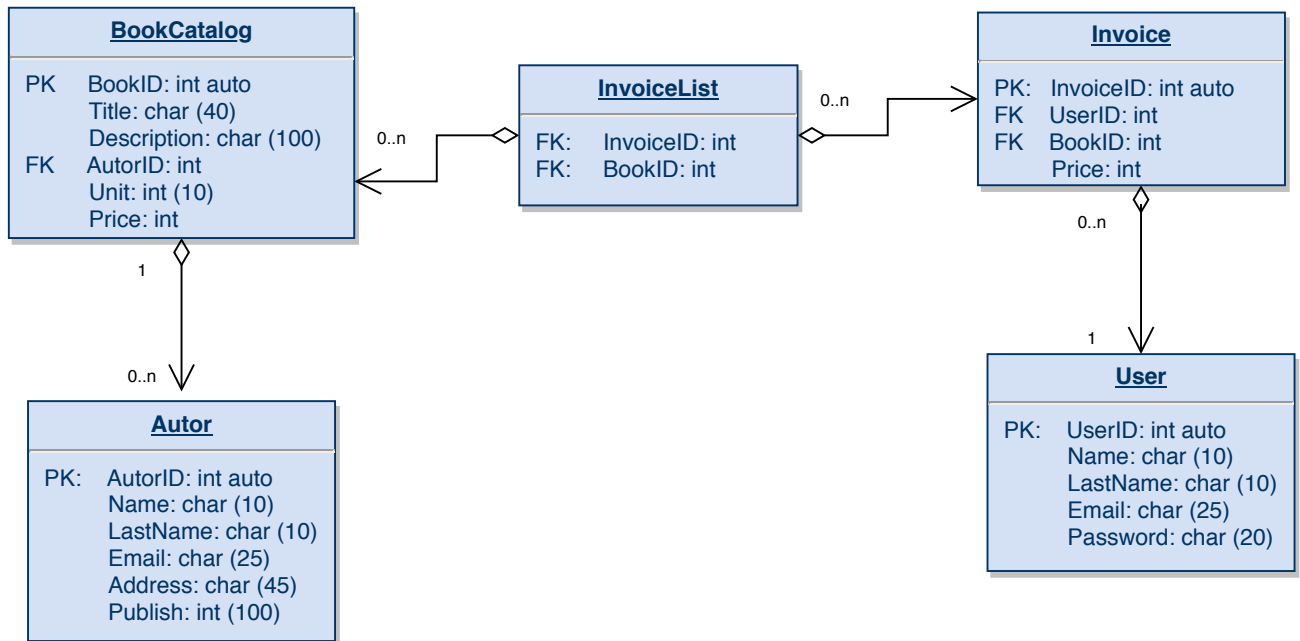 BookCatalog
PK BookID: int auto
Title: char (40)
Description: char (100)
FK AutorID: int
Unit: int (10)
Price: int
0..n
InvoiceList
FK: InvoiceID: int
FK: BookID: int
0..n
Invoice
PK: InvoiceID: int auto
FK UserID: int
FK BookID: int
Price: int
1
0..n
0..n
1
Autor
PK: AutorID: int auto
Name: char (10)
LastName: char (10)
Email: char (25)
Address: char (45)
Publish: int (100)
User
PK: UserID: int auto
Name: char (10)
LastName: char (10)
Email: char (25)
Password: char (20)